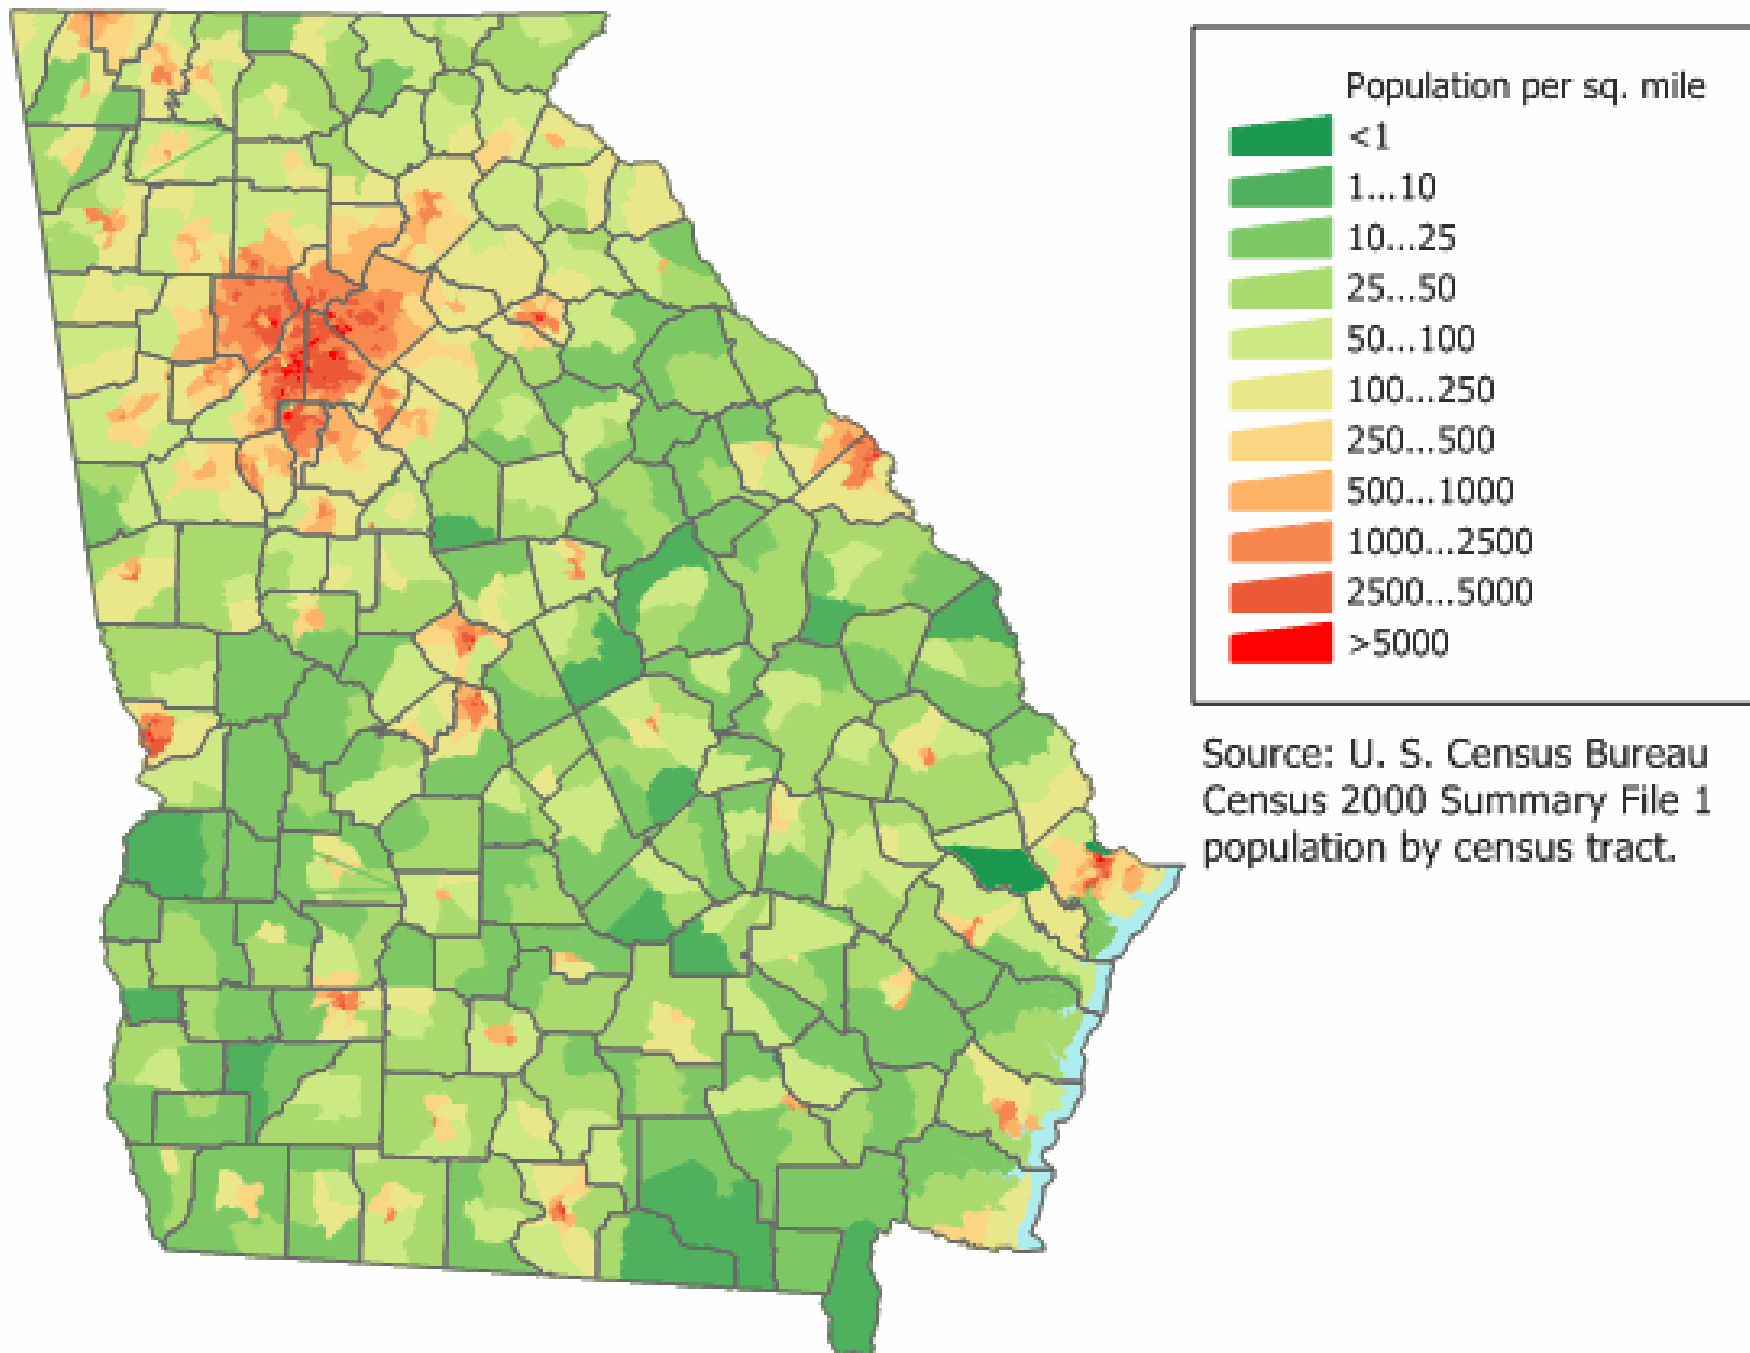 Population per sq. mile
<1
1...10
10...25
25...50
50...100
100...250
250...500
500...1000
1000...2500
2500...5000
>5000
Source: U. S. Census Bureau
Census 2000 Summary File 1
population by census tract.